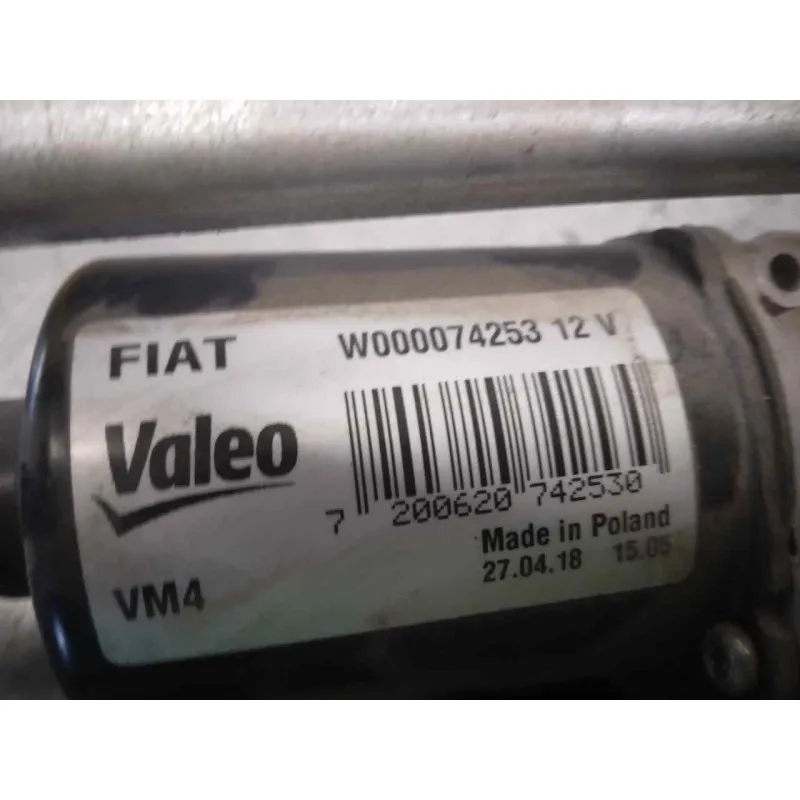 FIAT W000074253 12 V
Valeo
7 200620 742530
Made in Poland
27.04.18 15.05
VM4